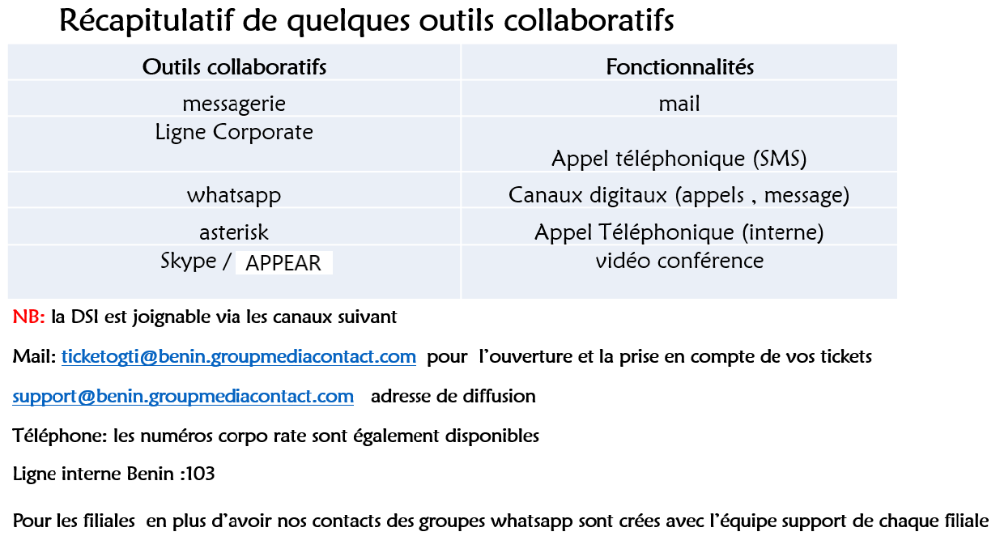 Récapitulatif de quelques outils collaboratifs
Outils collaboratifs Fonctionnalités
messagerie mail
Ligne Corporate
Appel téléphonique (SMS)
whatsapp Canaux digitaux (appels , message)
asterisk Appel Téléphonique (interne)
Skype / APPEAR vidéo conférence
NB: la DSI est joignable via les canaux suivant
Mail: ticketogti@benin.groupmediacontact.com pour l’ouverture et la prise en compte de vos tickets
support@benin.groupmediacontact.com adresse de diffusion
Téléphone: les numéros corpo rate sont également disponibles
Ligne interne Benin :103
Pour les filiales en plus d’avoir nos contacts des groupes whatsapp sont crées avec l’équipe support de chaque filiale